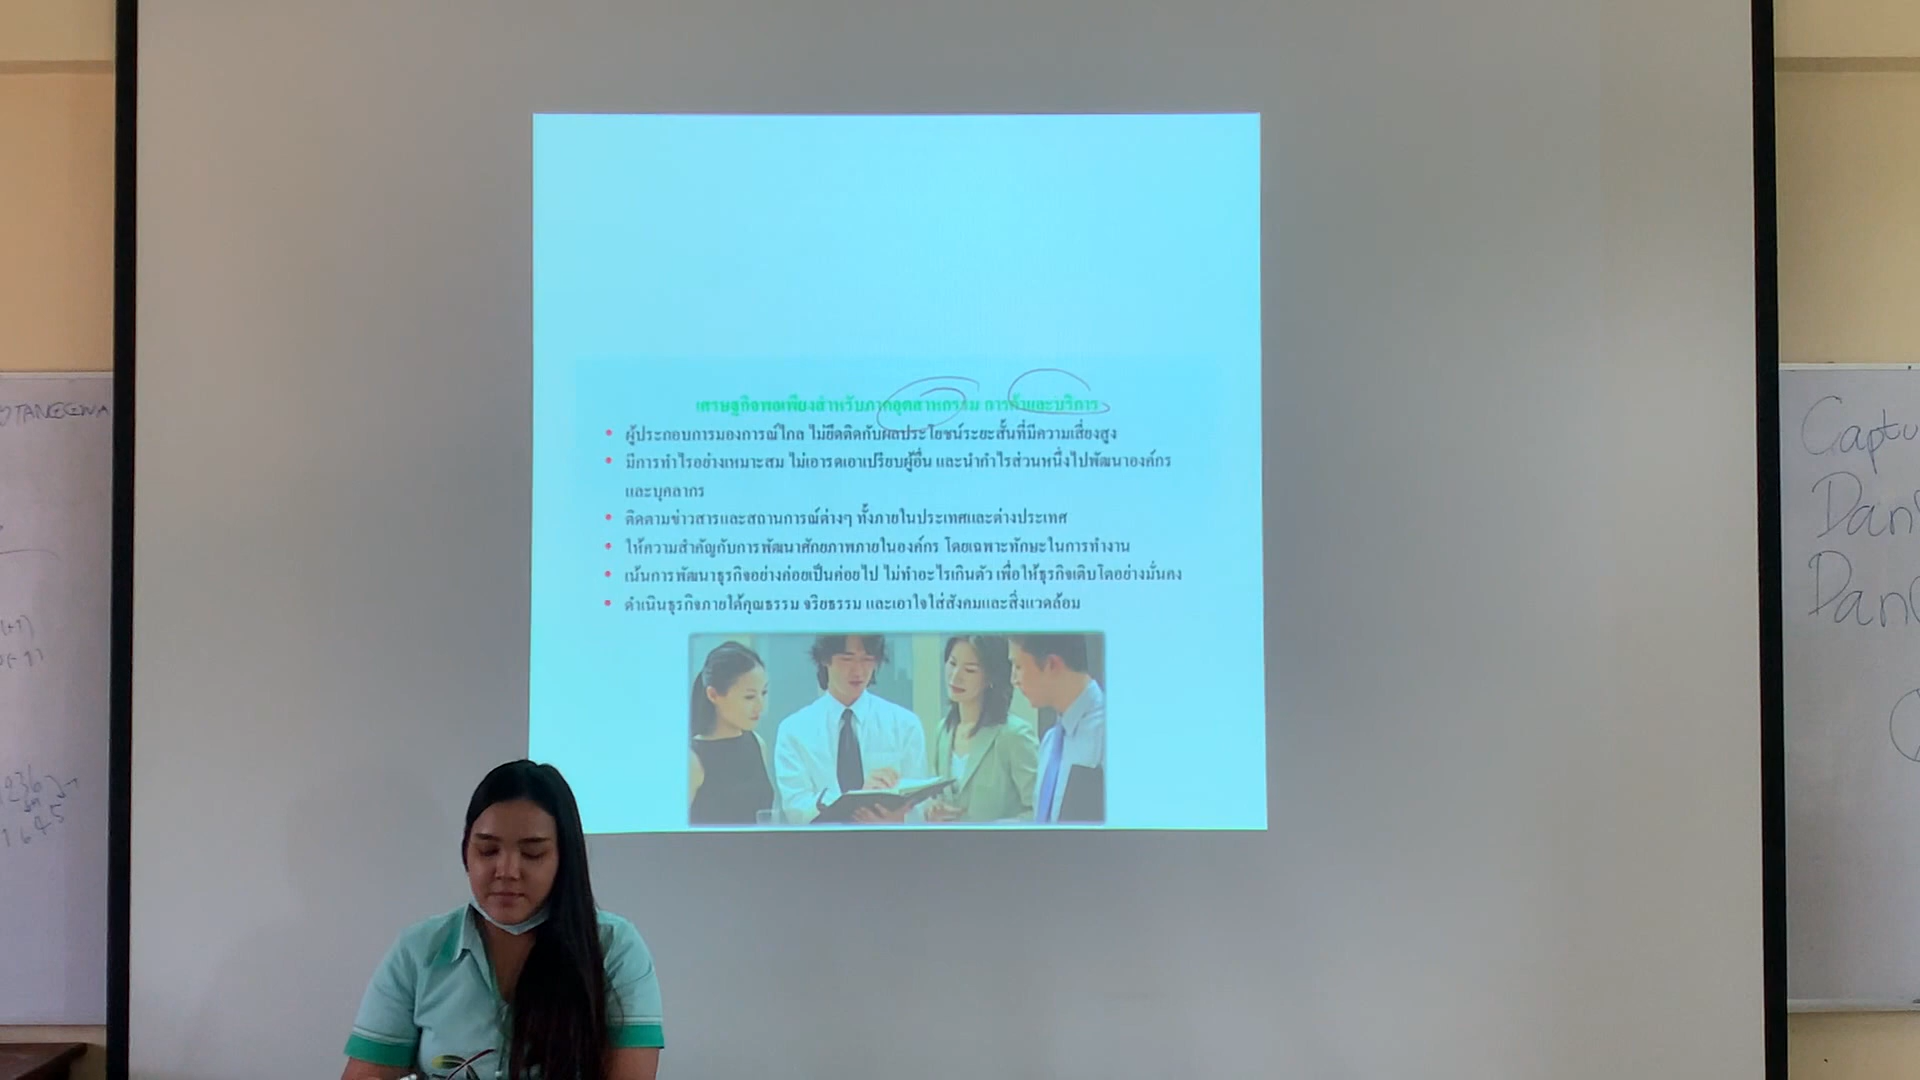 เศรษฐกิจพอเพียงสำหรับภาคอุตสาหกรรม การค้าและบริการ
• ผู้ประกอบการมองการณ์ไกล ไม่ยึดติดกับผลประโยชน์ระยะสั้นที่มีความเสี่ยงสูง
• มีการทำไรอย่างเหมาะสม ไม่เอารดเอาเปรียบผู้อื่น และนำกำไรส่วนหนึ่งไปพัฒนาองค์กร
และบุคลากร
• ติดตามข่าวสารและสถานการณ์ต่างๆ ทั้งภายในประเทศและต่างประเทศ
• ให้ความสำคัญกับการพัฒนาศักยภาพภายในองค์กร โดยเฉพาะทักษะในการทำงาน
• เน้นการพัฒนาธุรกิจอย่างค่อยเป็นค่อยไป ไม่ทำอะไรเกินตัว เพื่อให้ธุรกิจเติบโตอย่างมั่นคง
• ดำเนินธุรกิจภายใต้คุณธรรม จริยธรรม และเอาใจใส่สังคมและสิ่งแวดล้อม
Captu
Dan
Dan